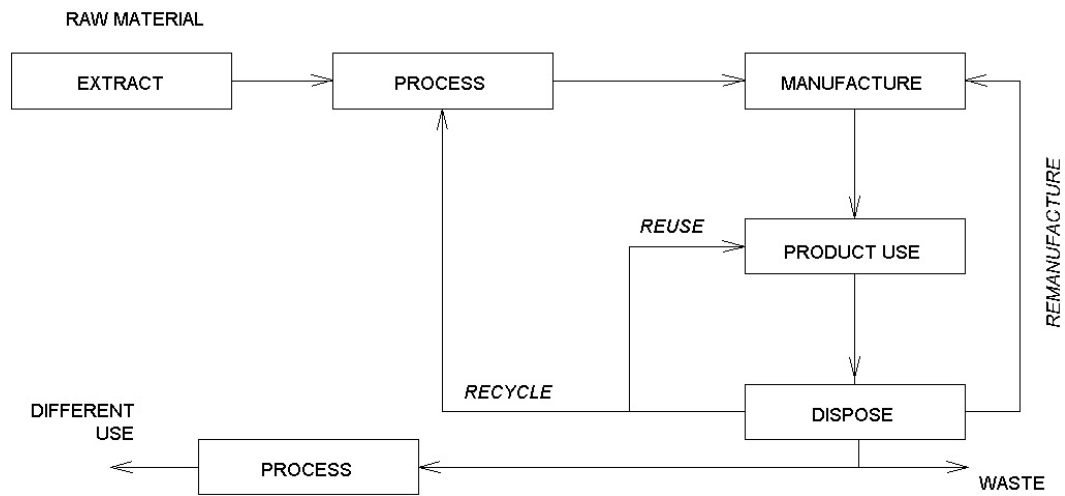 RAW MATERIAL
EXTRACT
PROCESS
MANUFACTURE
REUSE
PRODUCT USE
REMANUFACTURE
RECYCLE
DISPOSE
DIFFERENT
USE
PROCESS
WASTE